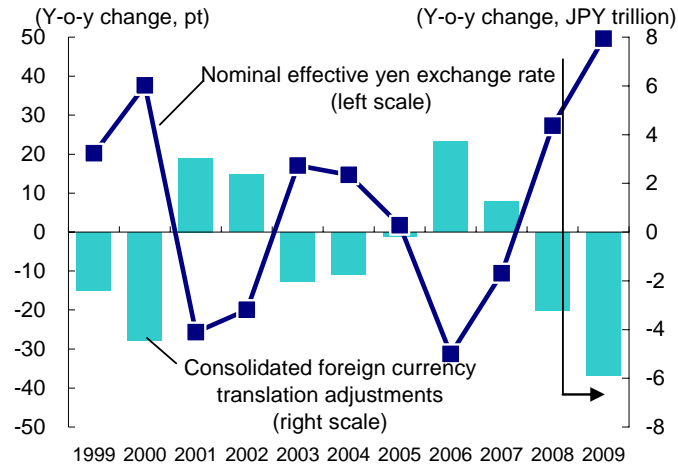 (Y-o-y change, pt)
(Y-o-y change, JPY trillion)
50
40
30
20
10
0
-10
-20
-30
-40
-50
8
6
4
2
0
-2
-4
-6
-8
Nominal effective yen exchange rate
(left scale)
Consolidated foreign currency
translation adjustments
(right scale)
1999 2000 2001 2002 2003 2004 2005 2006 2007 2008 2009